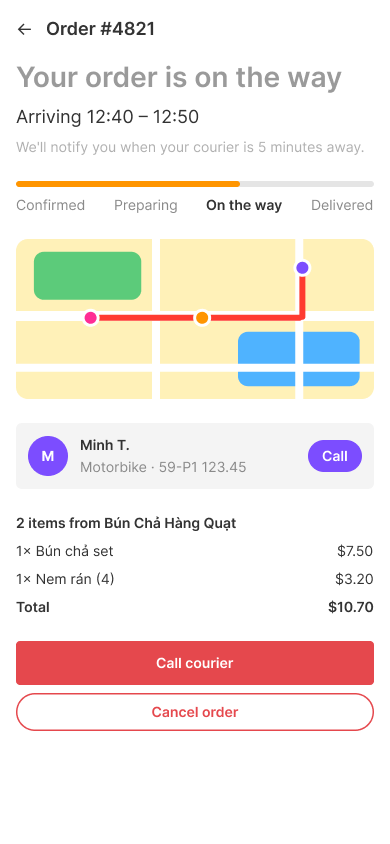 ← Order #4821
Your order is on the way
Arriving 12:40 – 12:50
We'll notify you when your courier is 5 minutes away.
Confirmed Preparing On the way Delivered
M
Minh T.
Motorbike · 59-P1 123.45
Call
2 items from Bún Chả Hàng Quạt
1× Bún chả set $7.50
1× Nem rán (4) $3.20
Total $10.70
Call courier
Cancel order